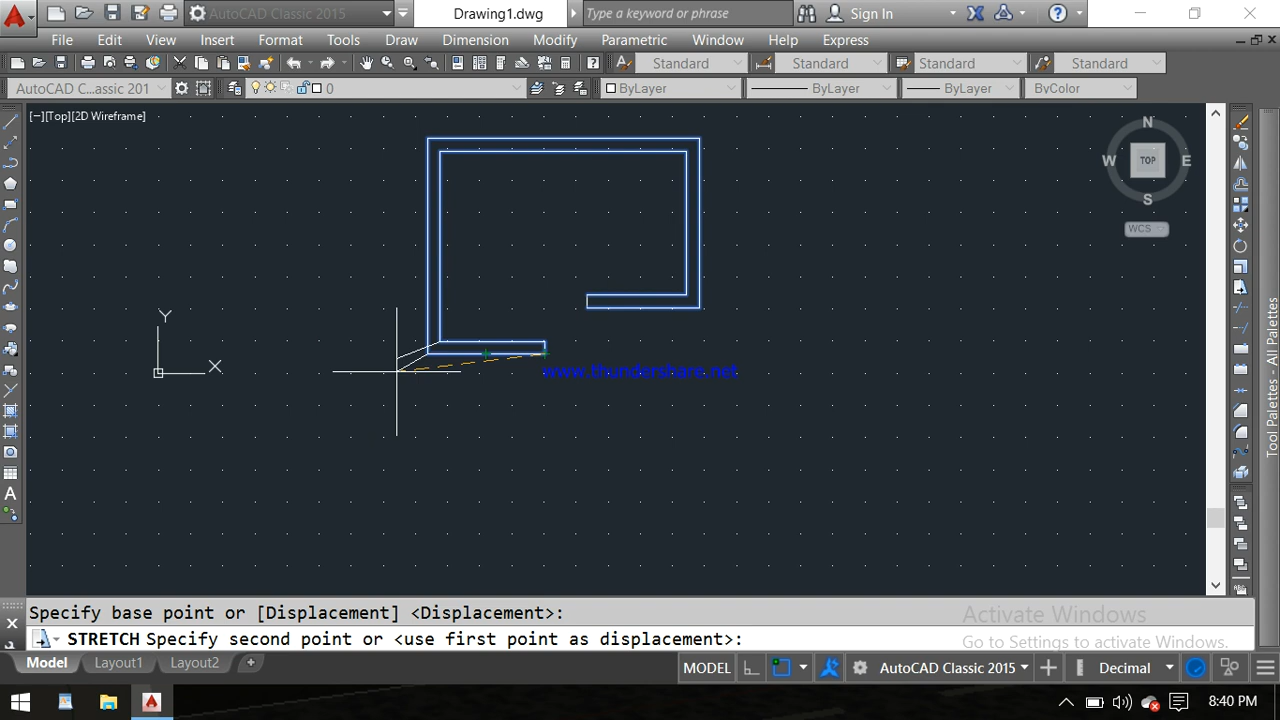 AutoCAD Classic 2015
Drawing1.dwg
Type a keyword or phrase
Sign In
File Edit View Insert Format Tools Draw Dimension Modify Parametric Window Help Express
Standard Standard Standard Standard
AutoCAD C...assic 201
0
ByLayer ByLayer ByLayer ByColor
[−][Top][2D Wireframe]
N
W TOP E
S
WCS
Y
X
www.thundershare.net
Tool Palettes - All Palettes
Specify base point or [Displacement] <Displacement>:
STRETCH Specify second point or <use first point as displacement>:
Activate Windows
Go to Settings to activate Windows.
Model Layout1 Layout2
MODEL
AutoCAD Classic 2015
Decimal
8:40 PM